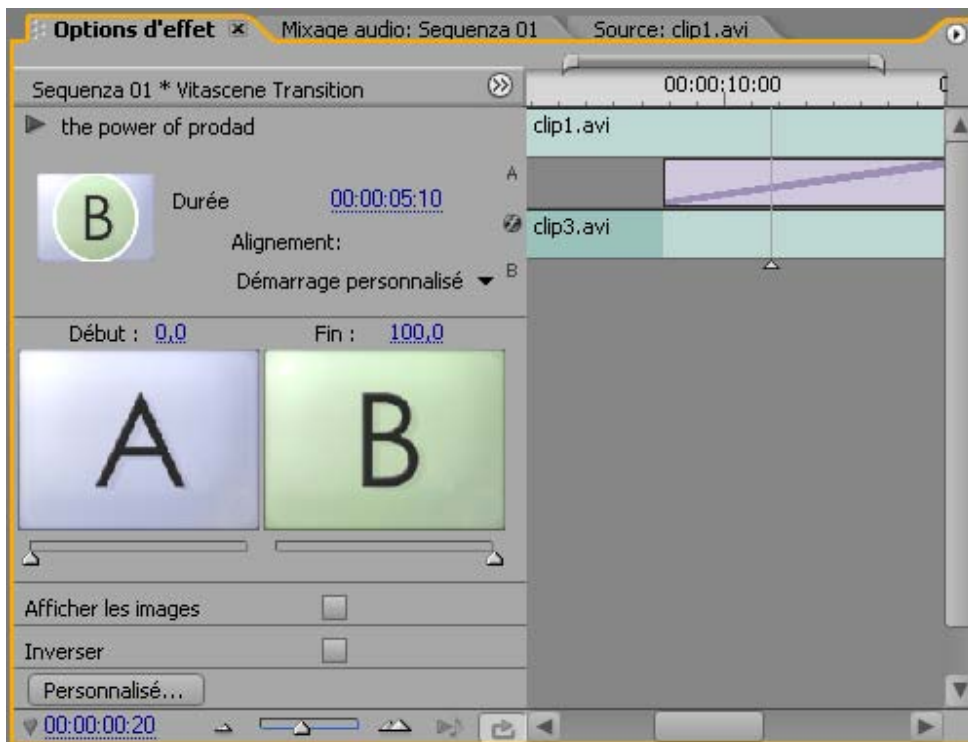 Options d'effet
Mixage audio: Sequenza 01
Source: clip1.avi
Sequenza 01 * Vitascene Transition
00:00:10:00
the power of prodad
clip1.avi
A
B
Durée
00:00:05:10
clip3.avi
Alignement:
Démarrage personnalisé
B
Début : 0,0
Fin : 100,0
A
B
Afficher les images
Inverser
Personnalisé...
00:00:00:20